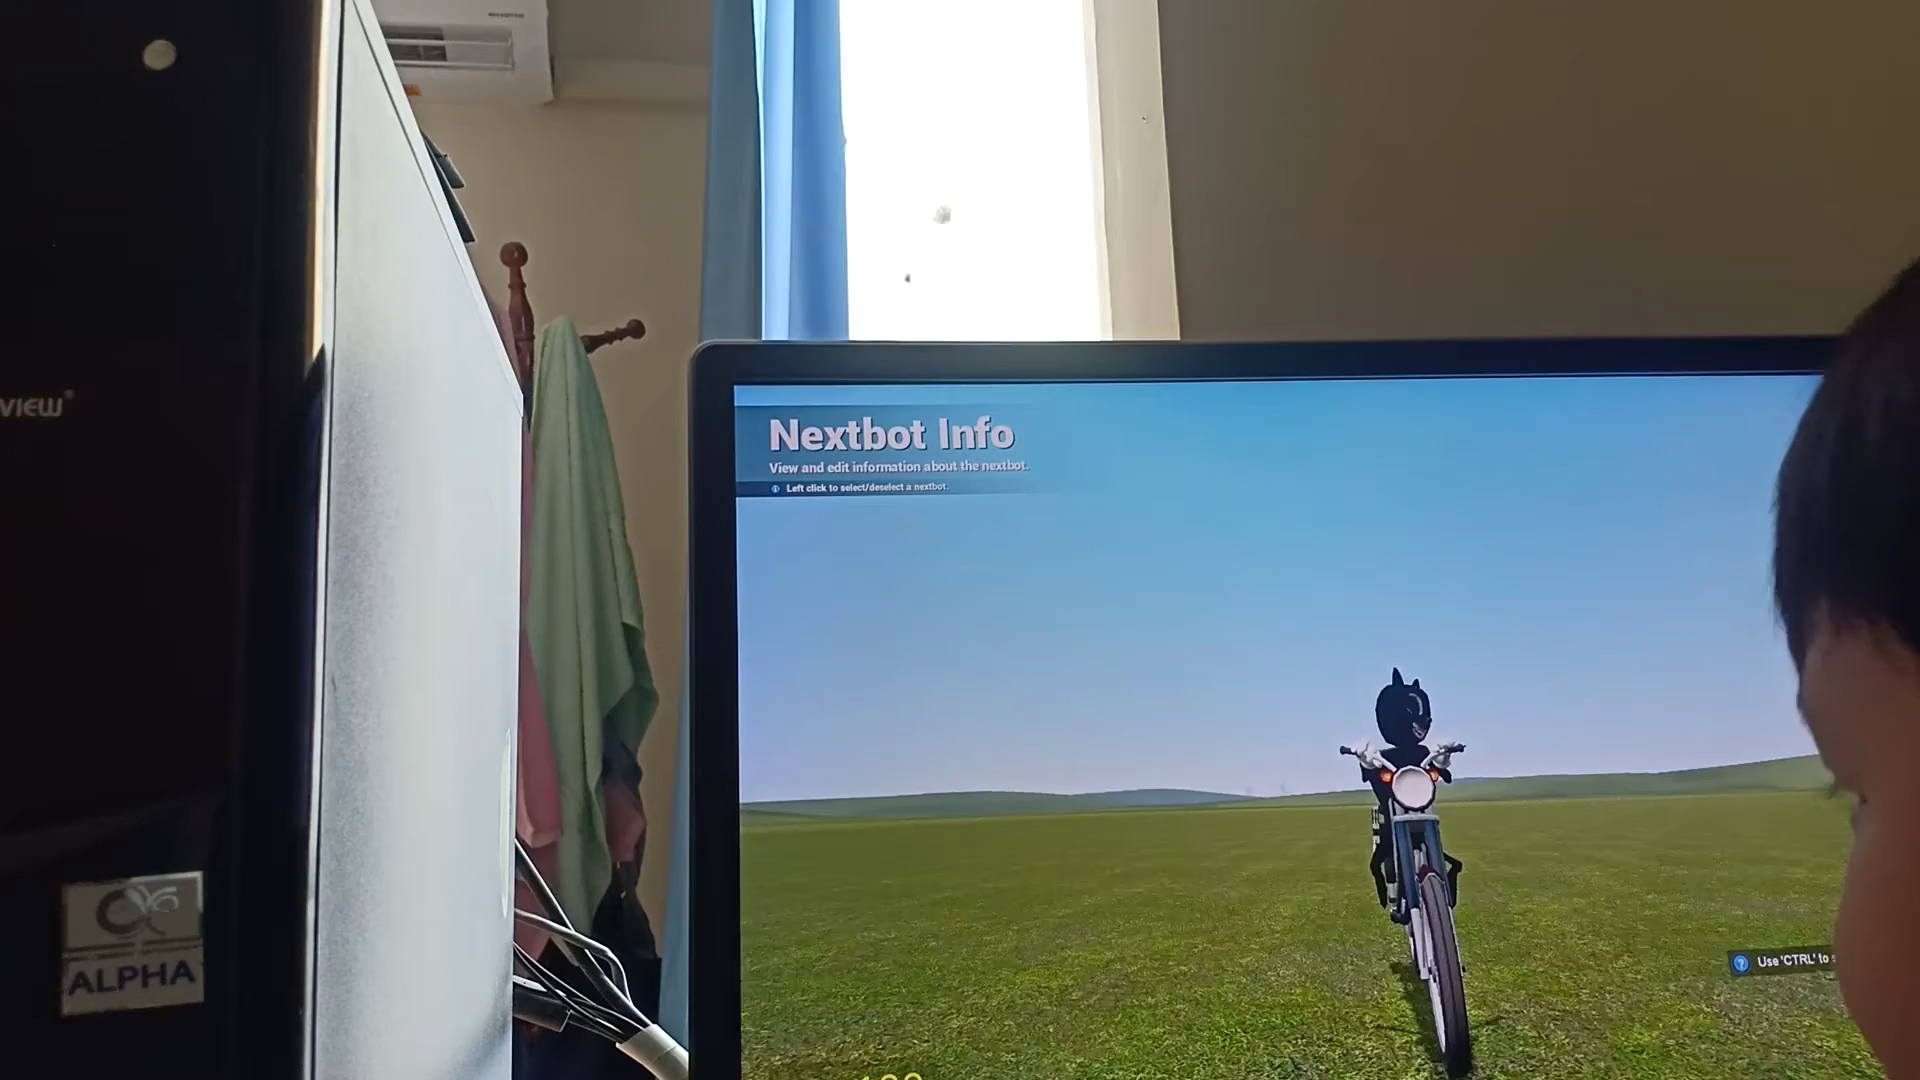 VIEW®
Nextbot Info
View and edit information about the nextbot.
Left click to select/deselect a nextbot.
Use 'CTRL' to
ALPHA